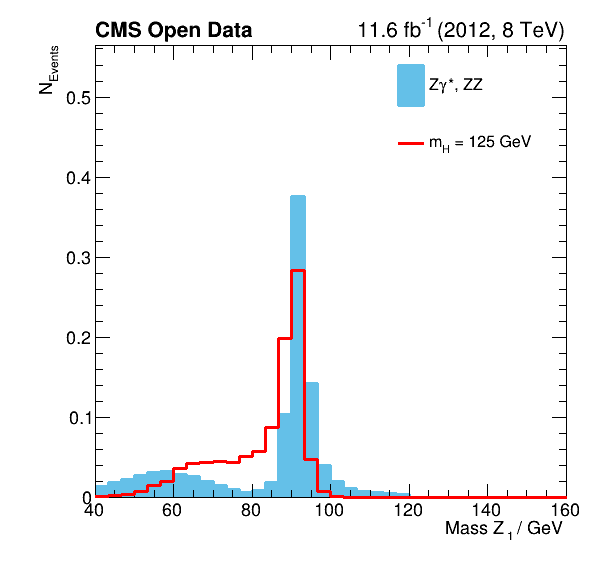 CMS Open Data
11.6 fb-1 (2012, 8 TeV)
NEvents
Zγ*, ZZ
mH = 125 GeV
0.5
0.4
0.3
0.2
0.1
0
40 60 80 100 120 140 160
Mass Z1 / GeV